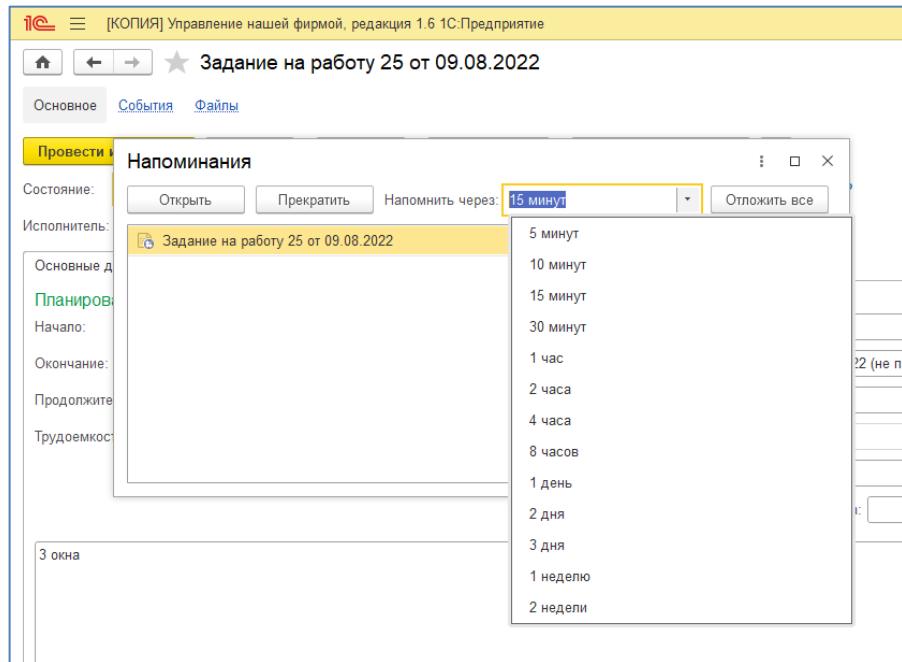 1С [КОПИЯ] Управление нашей фирмой, редакция 1.6 1С:Предприятие
Задание на работу 25 от 09.08.2022
Основное События Файлы
Провести и
Напоминания
Состояние:
Открыть Прекратить Напомнить через: 15 минут Отложить все
Исполнитель:
Задание на работу 25 от 09.08.2022
5 минут
Основные д
10 минут
Планирова
15 минут
Начало:
30 минут
Окончание:
1 час
22 (не п
2 часа
Продолжите
4 часа
Трудоемкост
8 часов
1 день
2 дня
3 дня
3 окна
1 неделю
2 недели